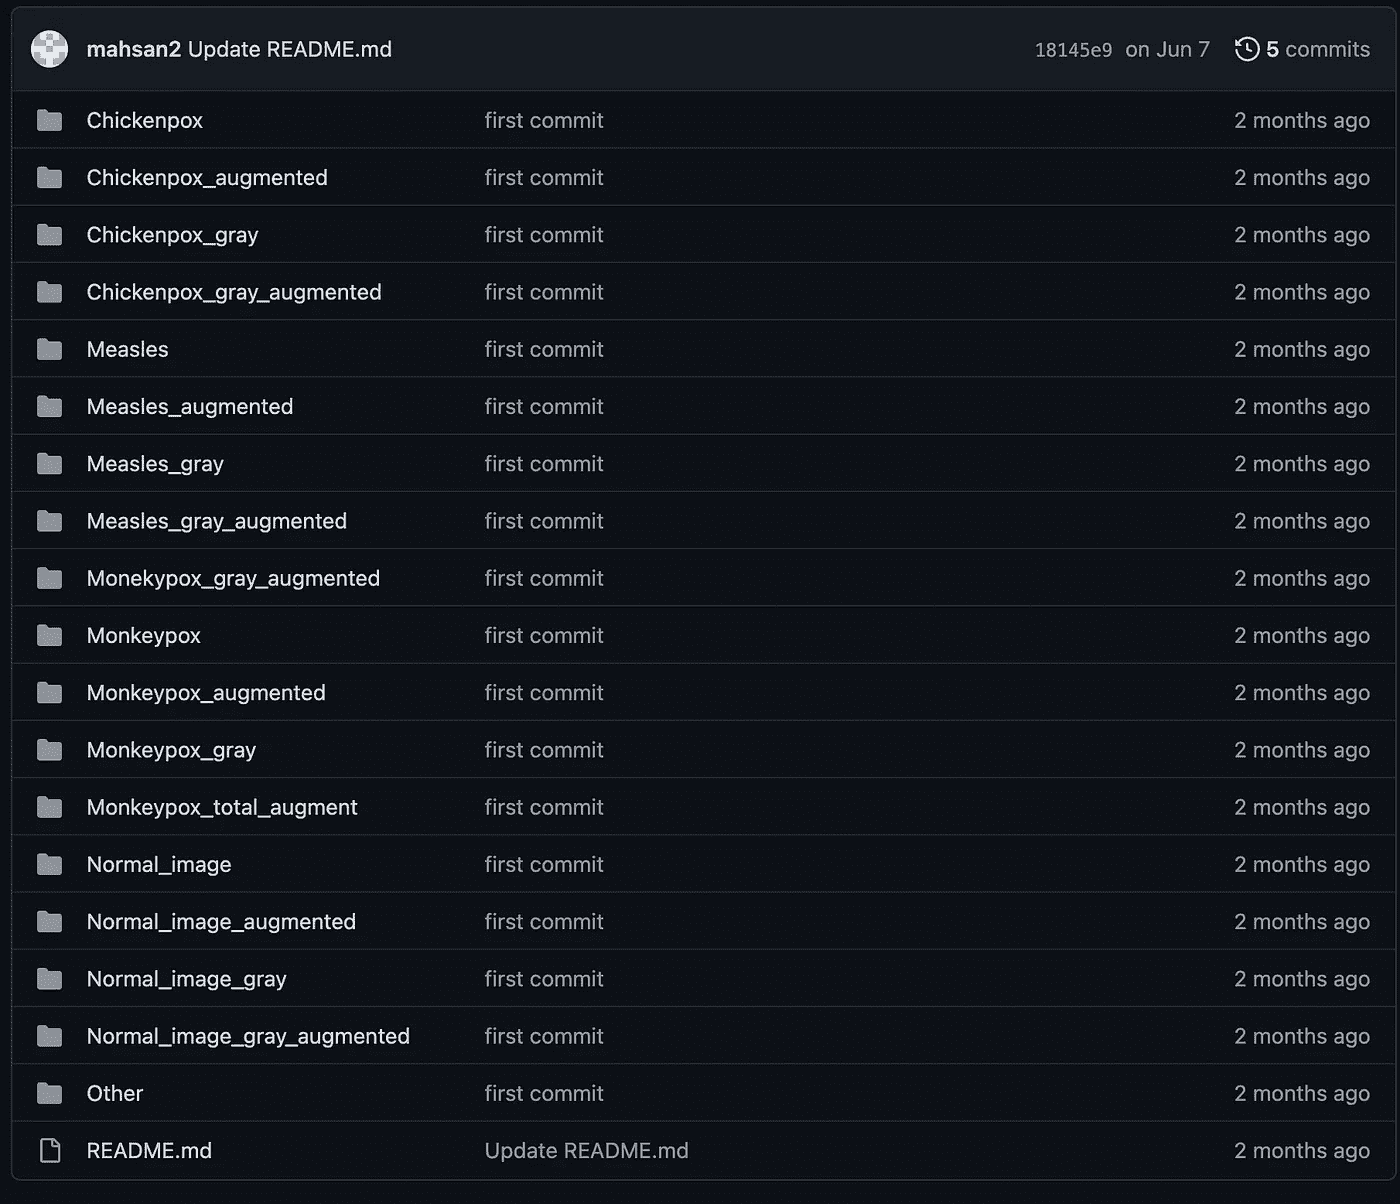 mahsan2 Update README.md 18145e9 on Jun 7 5 commits
Chickenpox first commit 2 months ago
Chickenpox_augmented first commit 2 months ago
Chickenpox_gray first commit 2 months ago
Chickenpox_gray_augmented first commit 2 months ago
Measles first commit 2 months ago
Measles_augmented first commit 2 months ago
Measles_gray first commit 2 months ago
Measles_gray_augmented first commit 2 months ago
Monekypox_gray_augmented first commit 2 months ago
Monkeypox first commit 2 months ago
Monkeypox_augmented first commit 2 months ago
Monkeypox_gray first commit 2 months ago
Monkeypox_total_augment first commit 2 months ago
Normal_image first commit 2 months ago
Normal_image_augmented first commit 2 months ago
Normal_image_gray first commit 2 months ago
Normal_image_gray_augmented first commit 2 months ago
Other first commit 2 months ago
README.md Update README.md 2 months ago